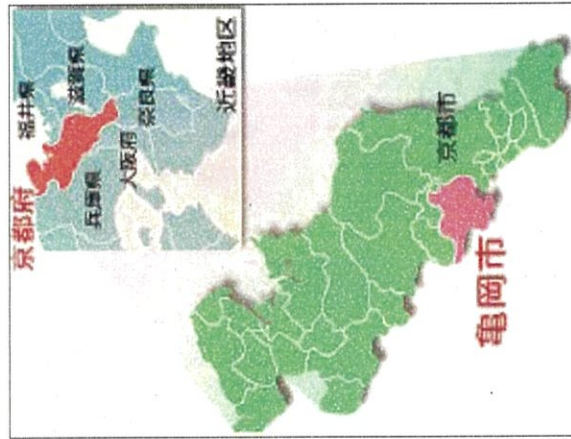 京都府
福井県
滋賀県
兵庫県
大阪府
奈良県
近畿地区
京都市
亀岡市